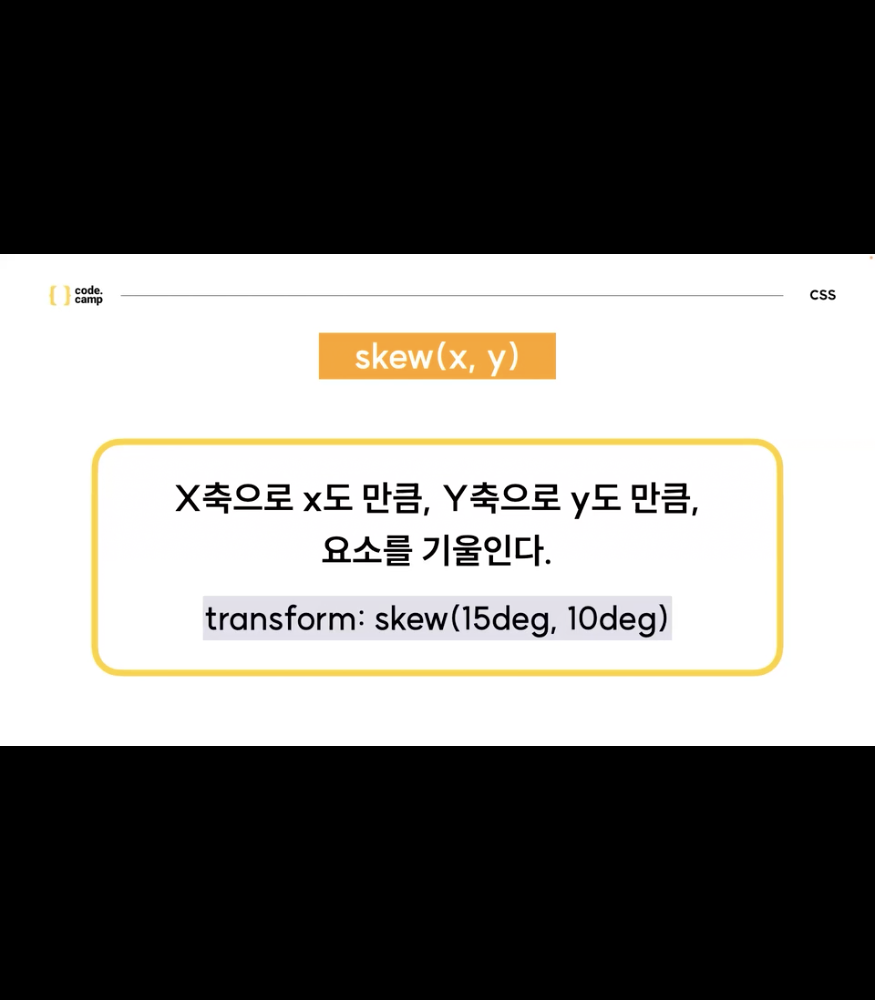 { } code.
camp
CSS
skew(x, y)
X축으로 x도 만큼, Y축으로 y도 만큼,
요소를 기울인다.
transform: skew(15deg, 10deg)